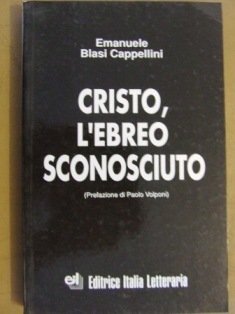 Emanuele
Blasi Cappellini
CRISTO,
L'EBREO
SCONOSCIUTO
(Prefazione di Paolo Volponi)
eil Editrice Italia Letteraria